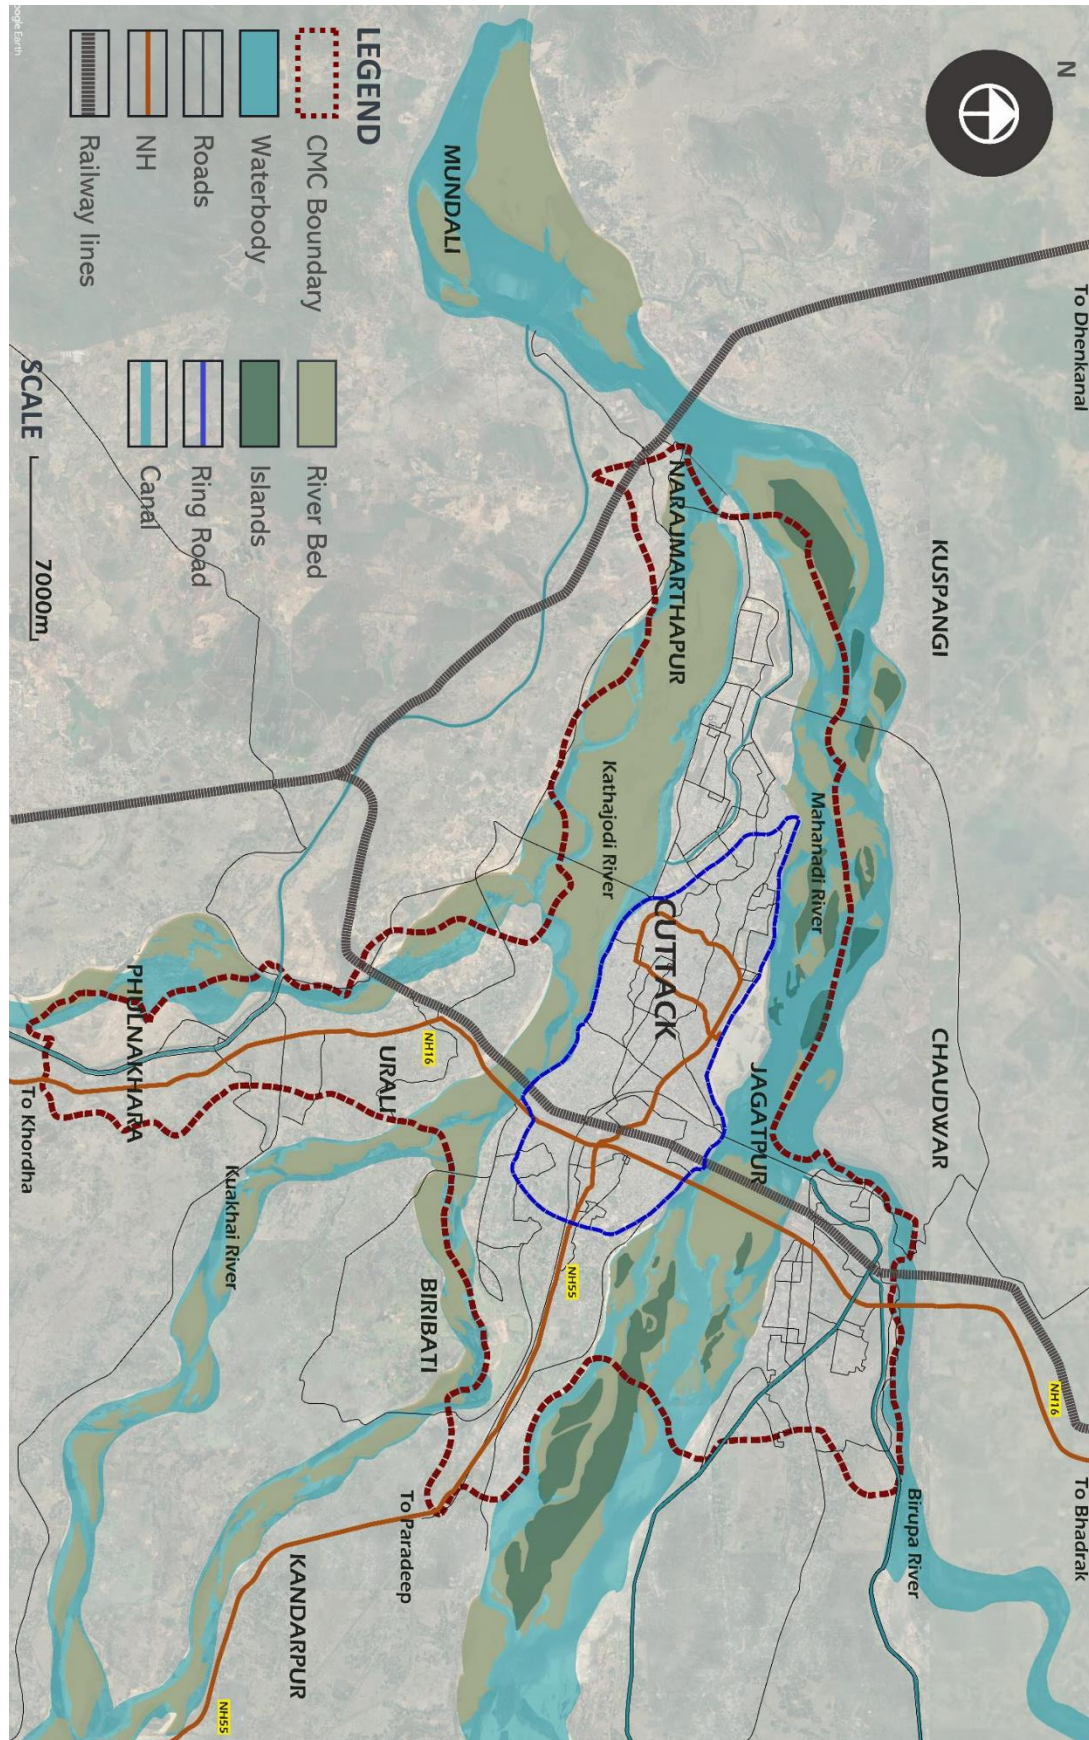 N
To Dhenkanal
KUSPANGI
CHAUDWAR
NH16
To Bhadrak
Birupa River
MUNDALI
NARAJMARTHAPUR
Mahanadi River
Kathajodi River
CUTTACK
JAGATPUR
NH55
NH16
URALI
BIRIBATI
To Paradeep
KANDARPUR
NH55
Kuakhai River
PHULNAKHARA
To Khordha
LEGEND
CMC Boundary
Waterbody
Roads
NH
Railway lines
River Bed
Islands
Ring Road
Canal
SCALE
7000m